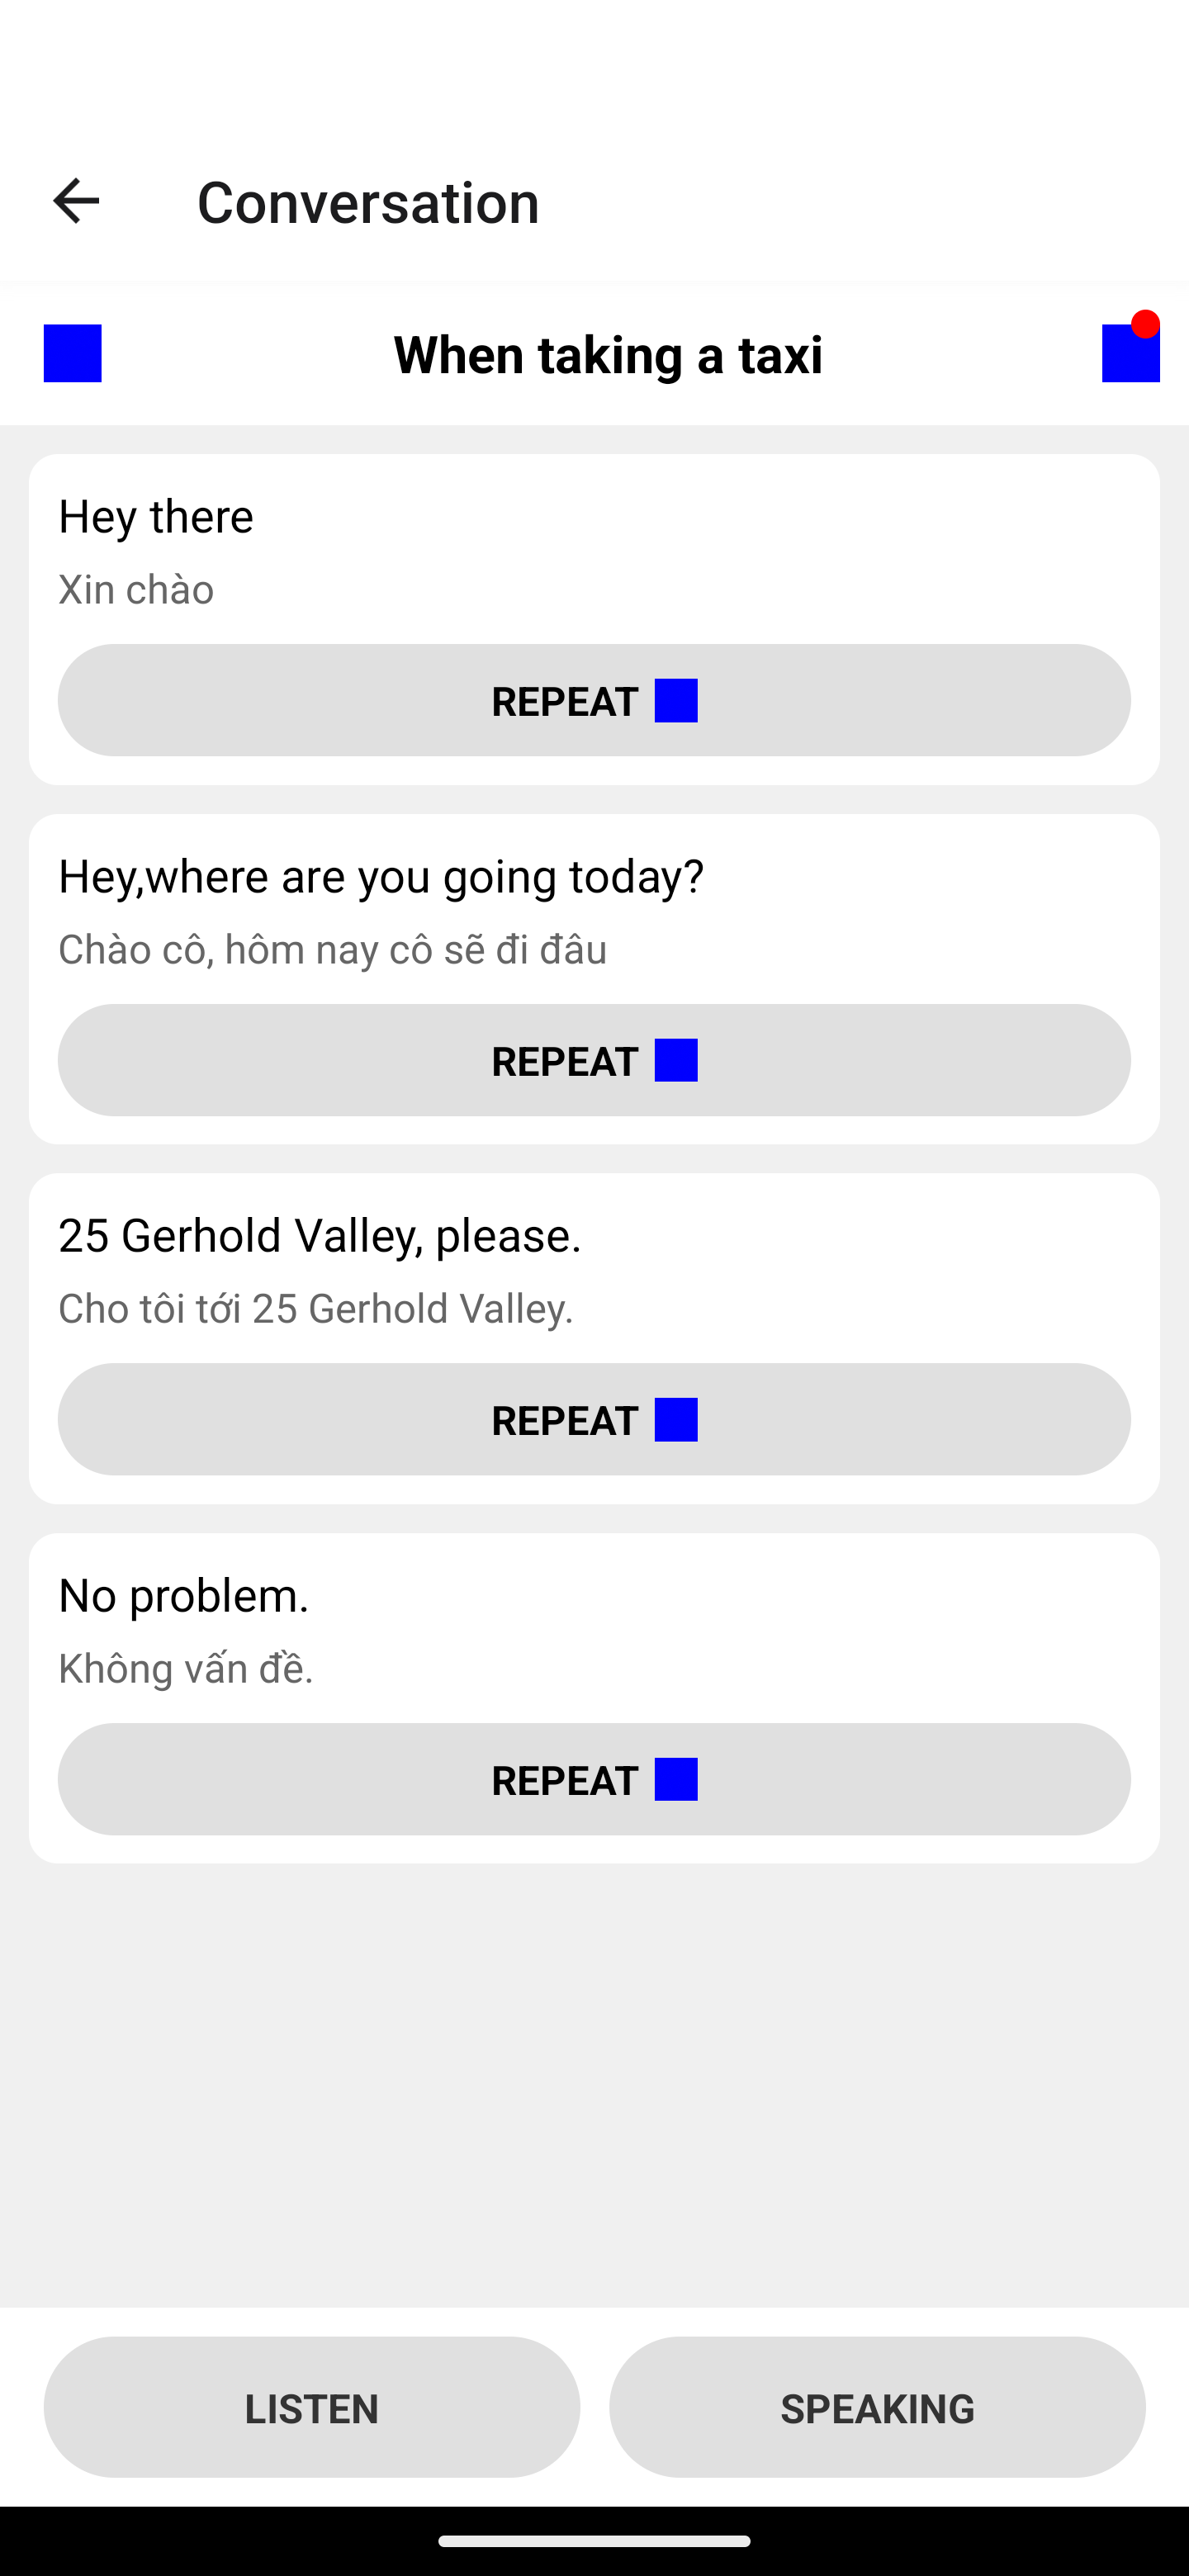 Conversation
When taking a taxi
Hey there
Xin chào
REPEAT
Hey,where are you going today?
Chào cô, hôm nay cô sẽ đi đâu
REPEAT
25 Gerhold Valley, please.
Cho tôi tới 25 Gerhold Valley.
REPEAT
No problem.
Không vấn đề.
REPEAT
LISTEN
SPEAKING